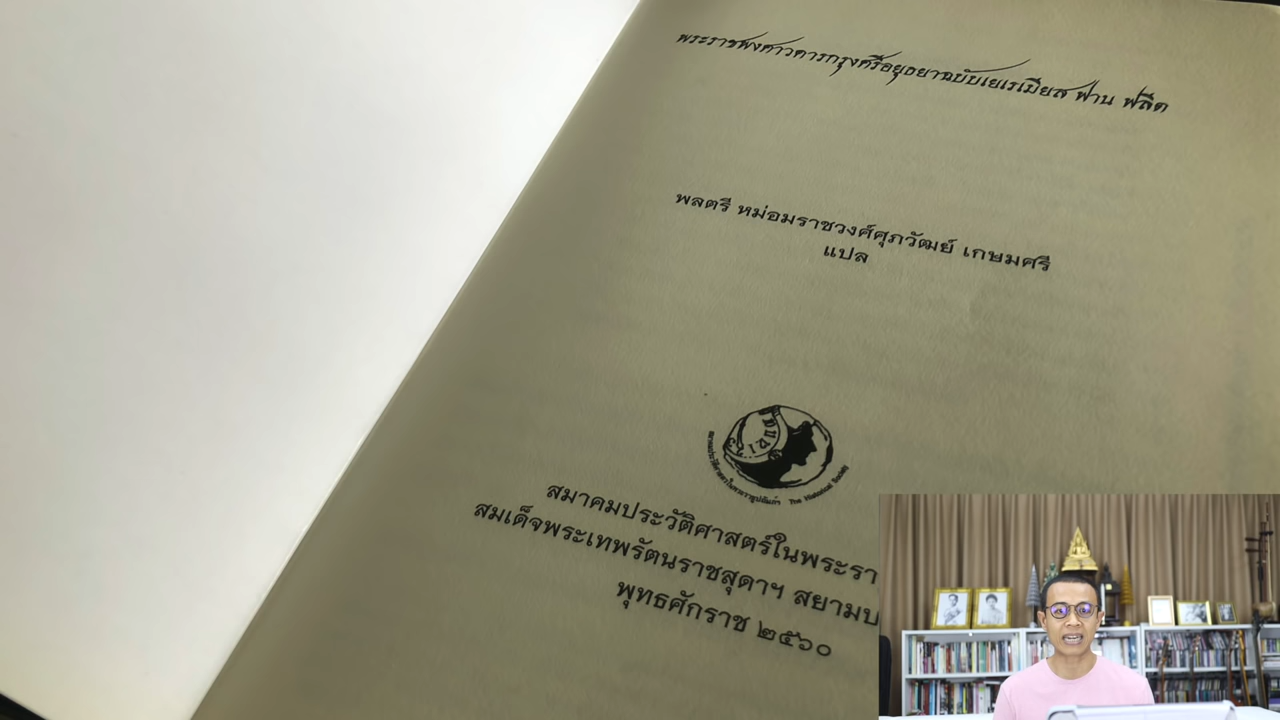 พระราชพงศาวดารกรุงศรีอยุธยาฉบับเยเรเมียส ฟาน ฟลีต
พลตรี หม่อมราชวงศ์ศุภวัฒย์ เกษมศรี
แปล
The Historical Society
สมาคมประวัติศาสตร์ในพระรา
สมเด็จพระเทพรัตนราชสุดาฯ สยามบ
พุทธศักราช ๒๕๖๐